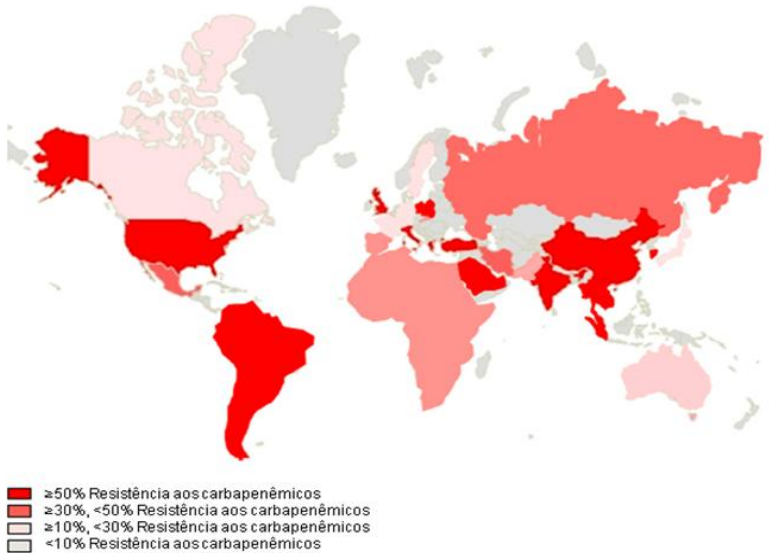 ≥50% Resistência aos carbapenêmicos
≥30%, <50% Resistência aos carbapenêmicos
≥10%, <30% Resistência aos carbapenêmicos
<10% Resistência aos carbapenêmicos